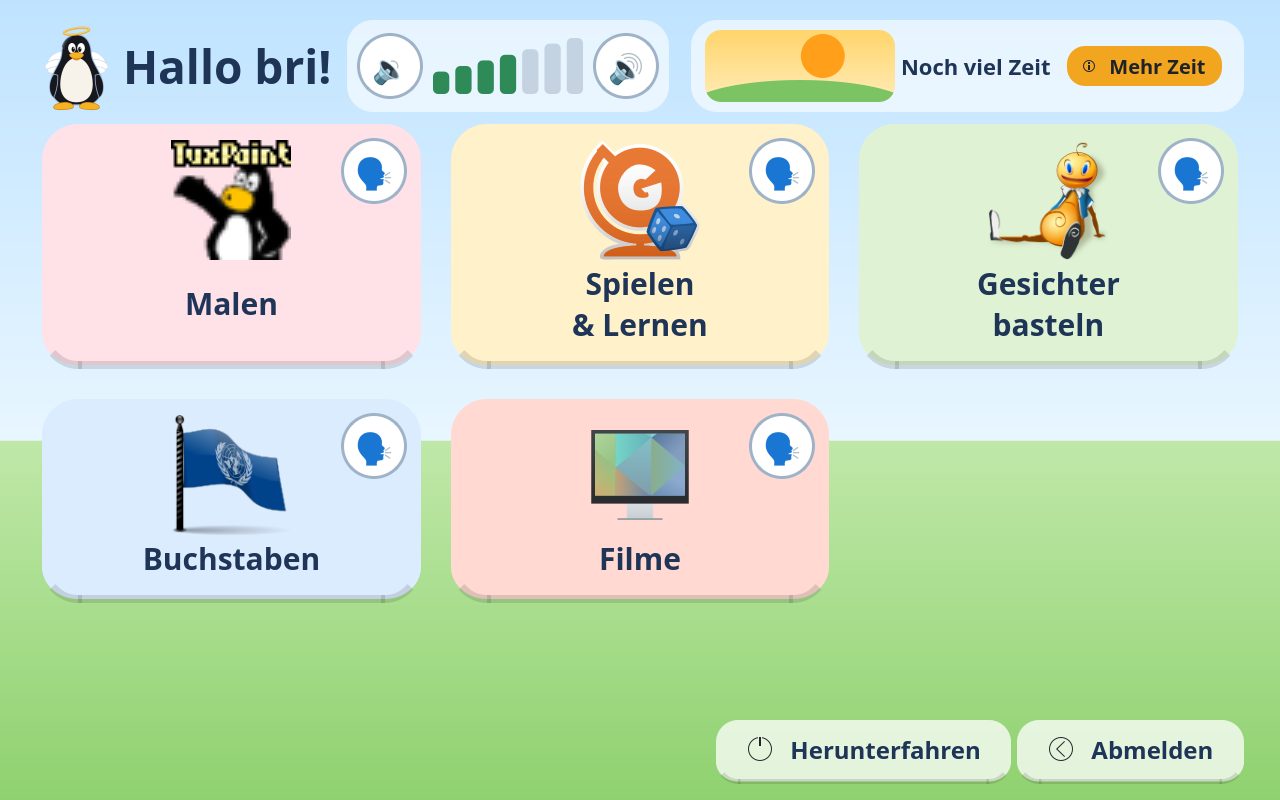 Hallo bri!
Noch viel Zeit
Mehr Zeit
TuxPaint
Malen
Spielen
& Lernen
Gesichter
basteln
Buchstaben
Filme
Herunterfahren
Abmelden